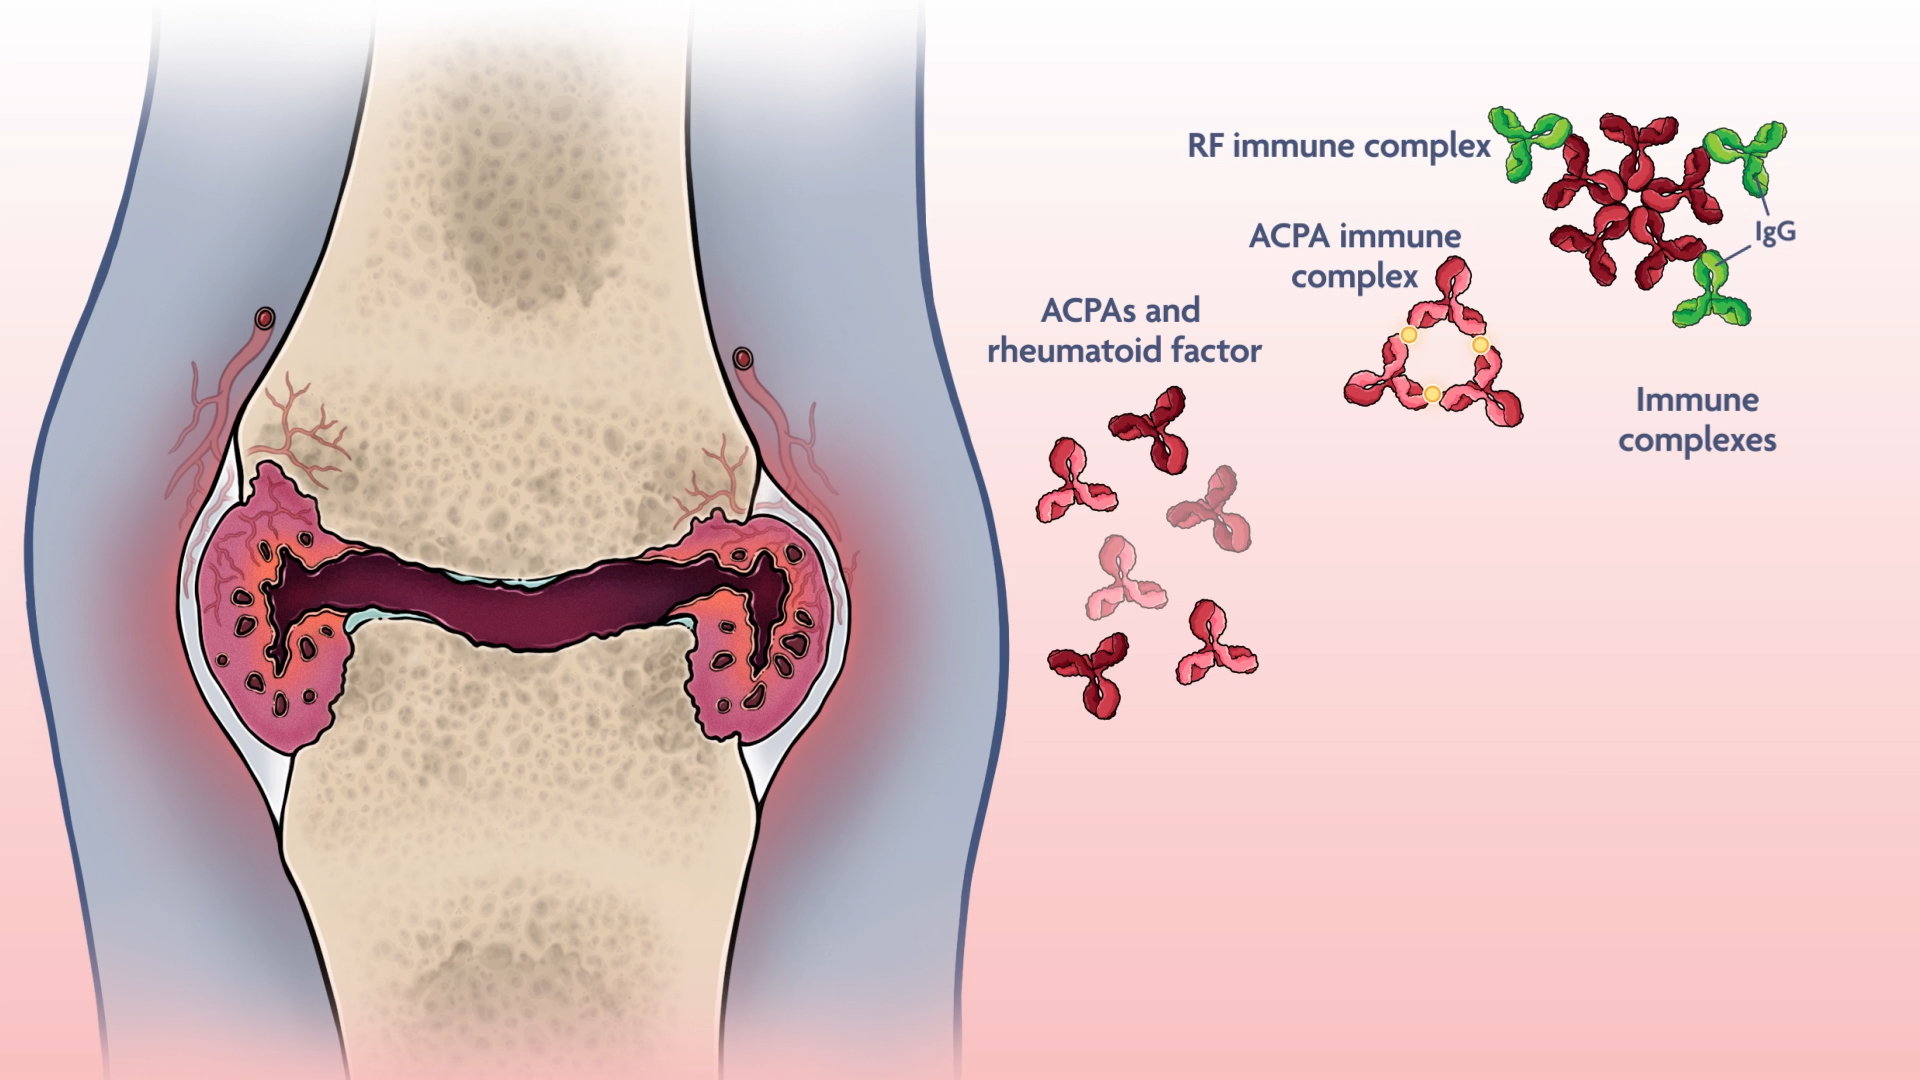 RF immune complex
IgG
ACPA immune
complex
ACPAs and
rheumatoid factor
Immune
complexes